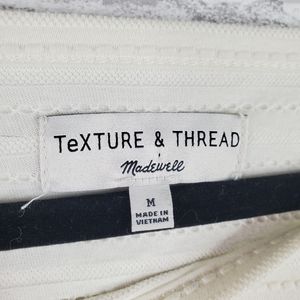 TeXTURE & THREAD
Madewell
M
MADE IN
VIETNAM